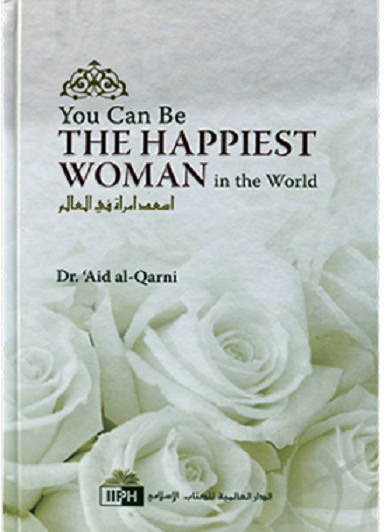 You Can Be
THE HAPPIEST
WOMAN in the World
اسعد امرأة في العالم
Dr. ‘Aid al-Qarni
IIPH
الدار العالمية للكتاب الإسلامي